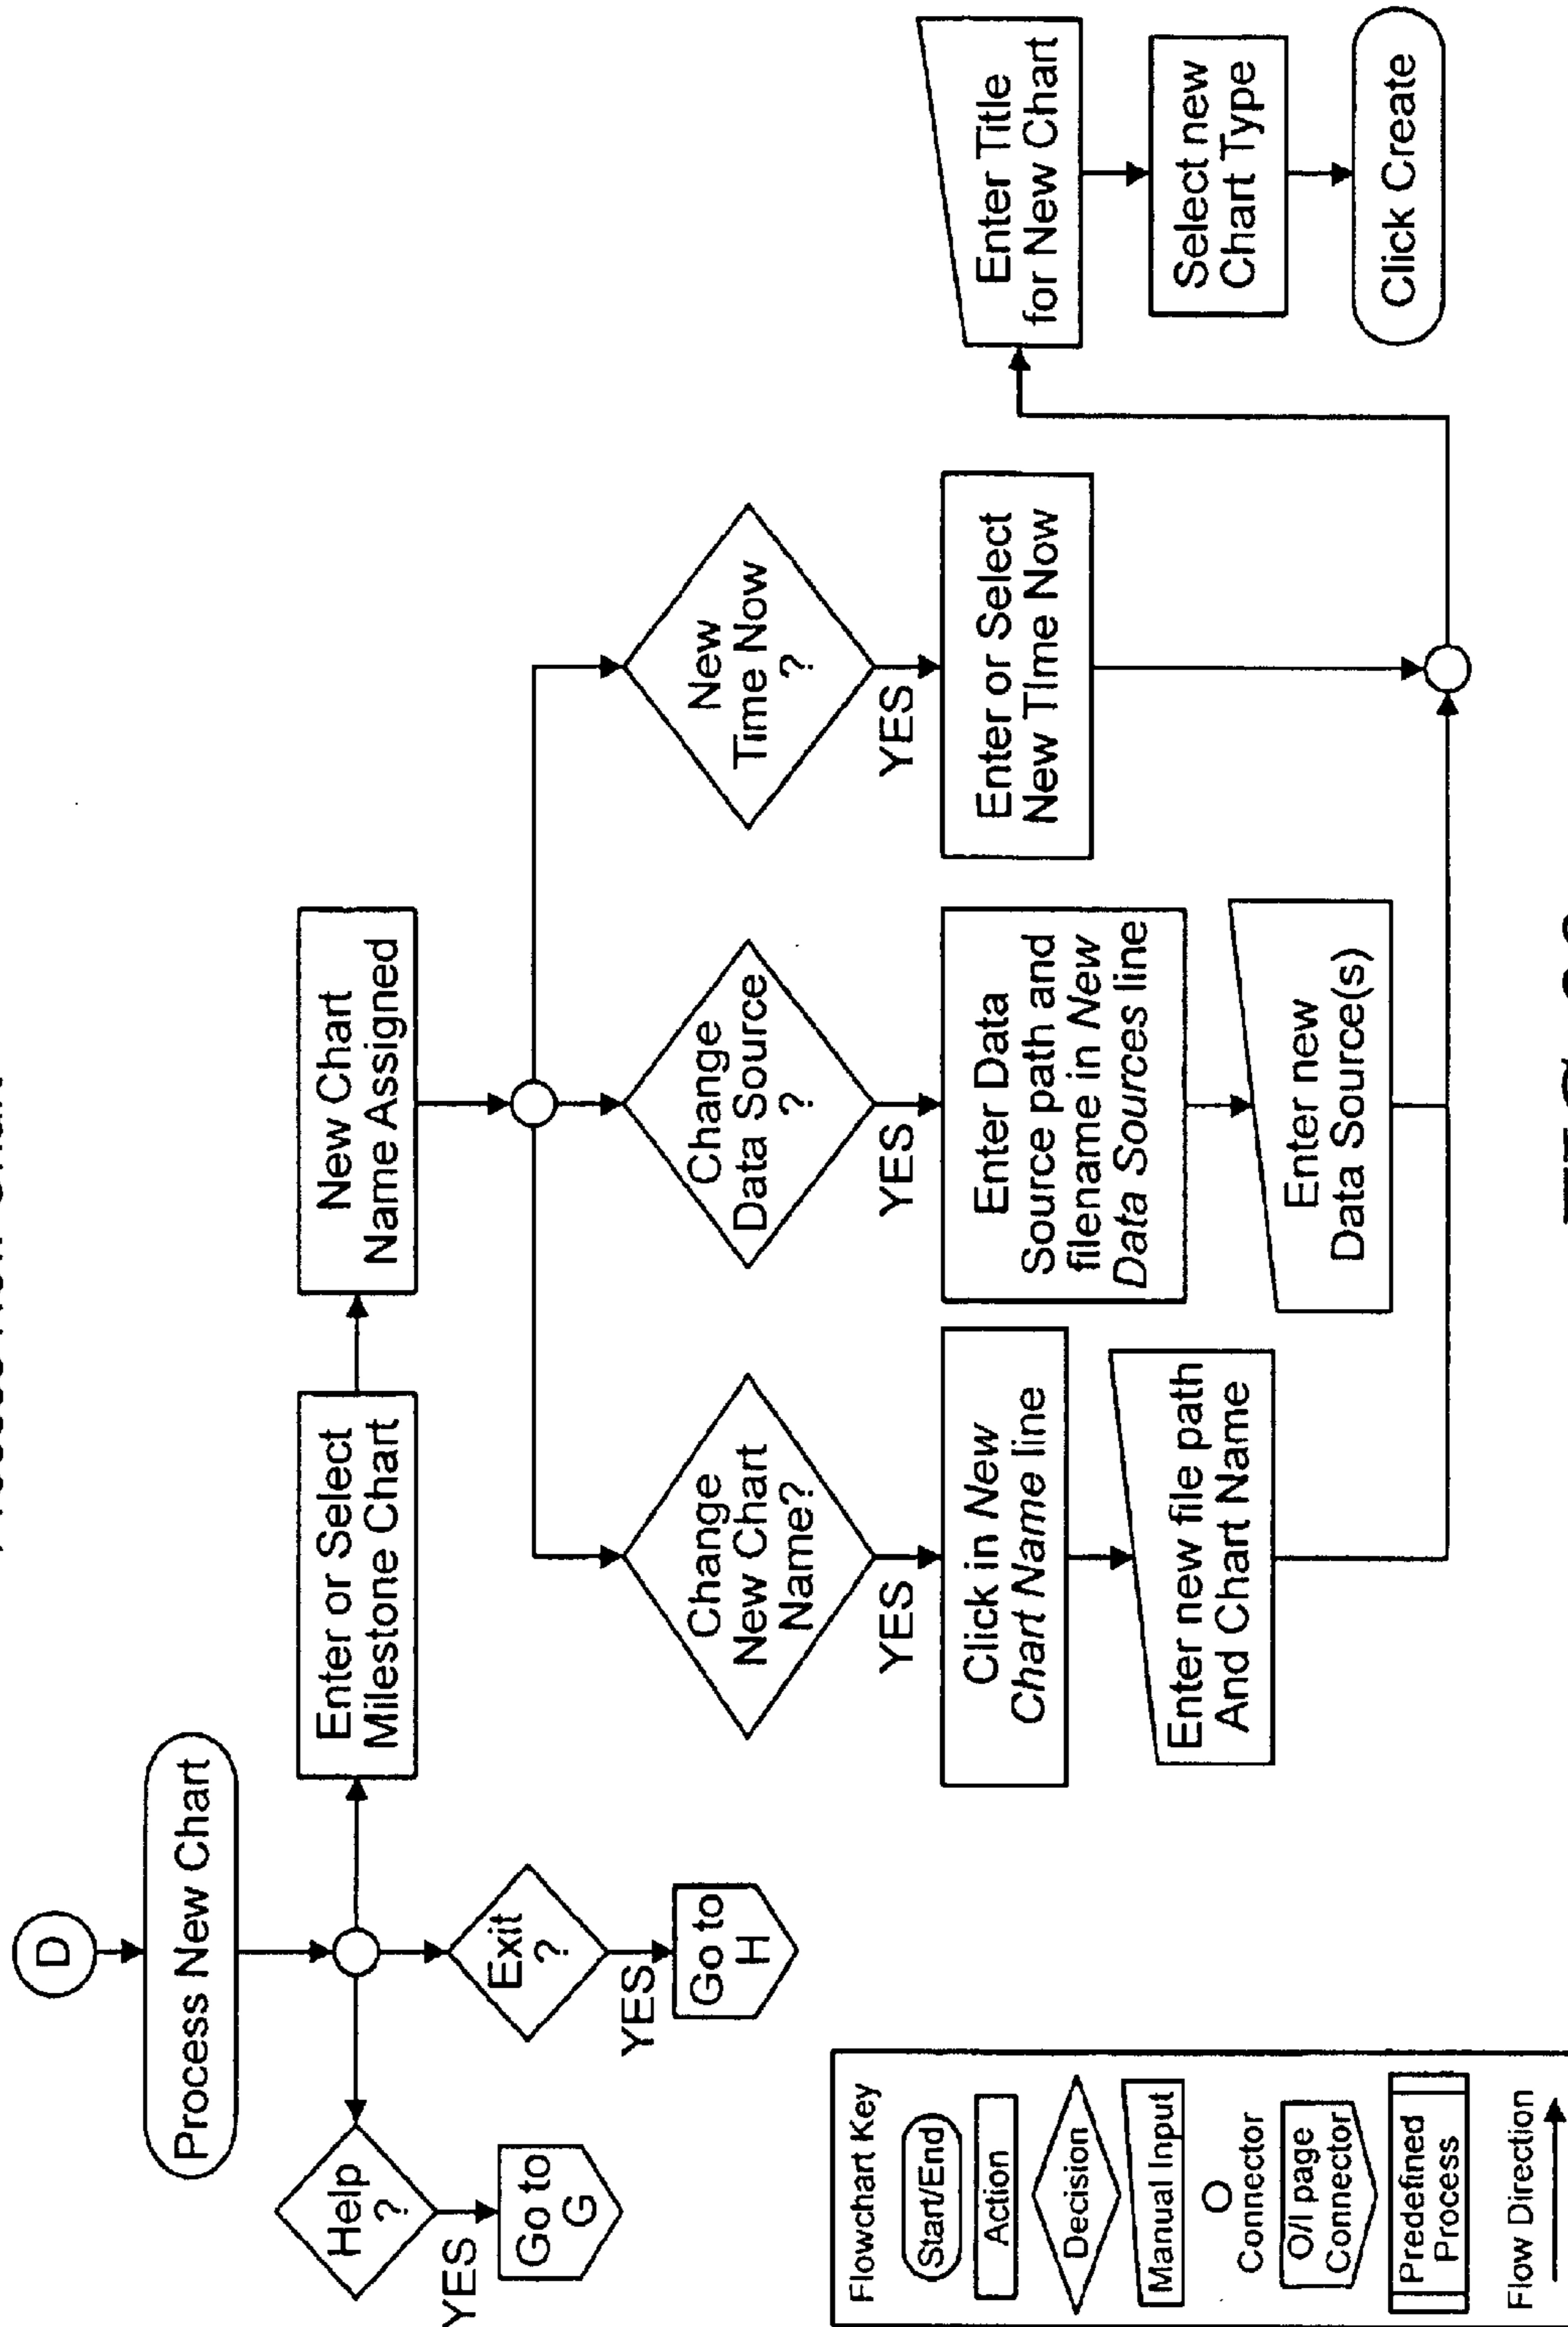 D
Process New Chart
Help
?
YES
Go to
G
Exit
?
YES
Go to
H
Enter or Select
Milestone Chart
New Chart
Name Assigned
Change
New Chart
Name?
YES
Click in New
Chart Name line
Enter new file path
And Chart Name
Change
Data Source
?
YES
Enter Data
Source path and
filename in New
Data Sources line
Enter new
Data Source(s)
New
Time Now
?
YES
Enter or Select
New TIme Now
Enter Title
for New Chart
Select new
Chart Type
Click Create
Flowchart Key
Start/End
Action
Decision
Manual Input
Connector
O/I page
Connector
Predefined
Process
Flow Direction